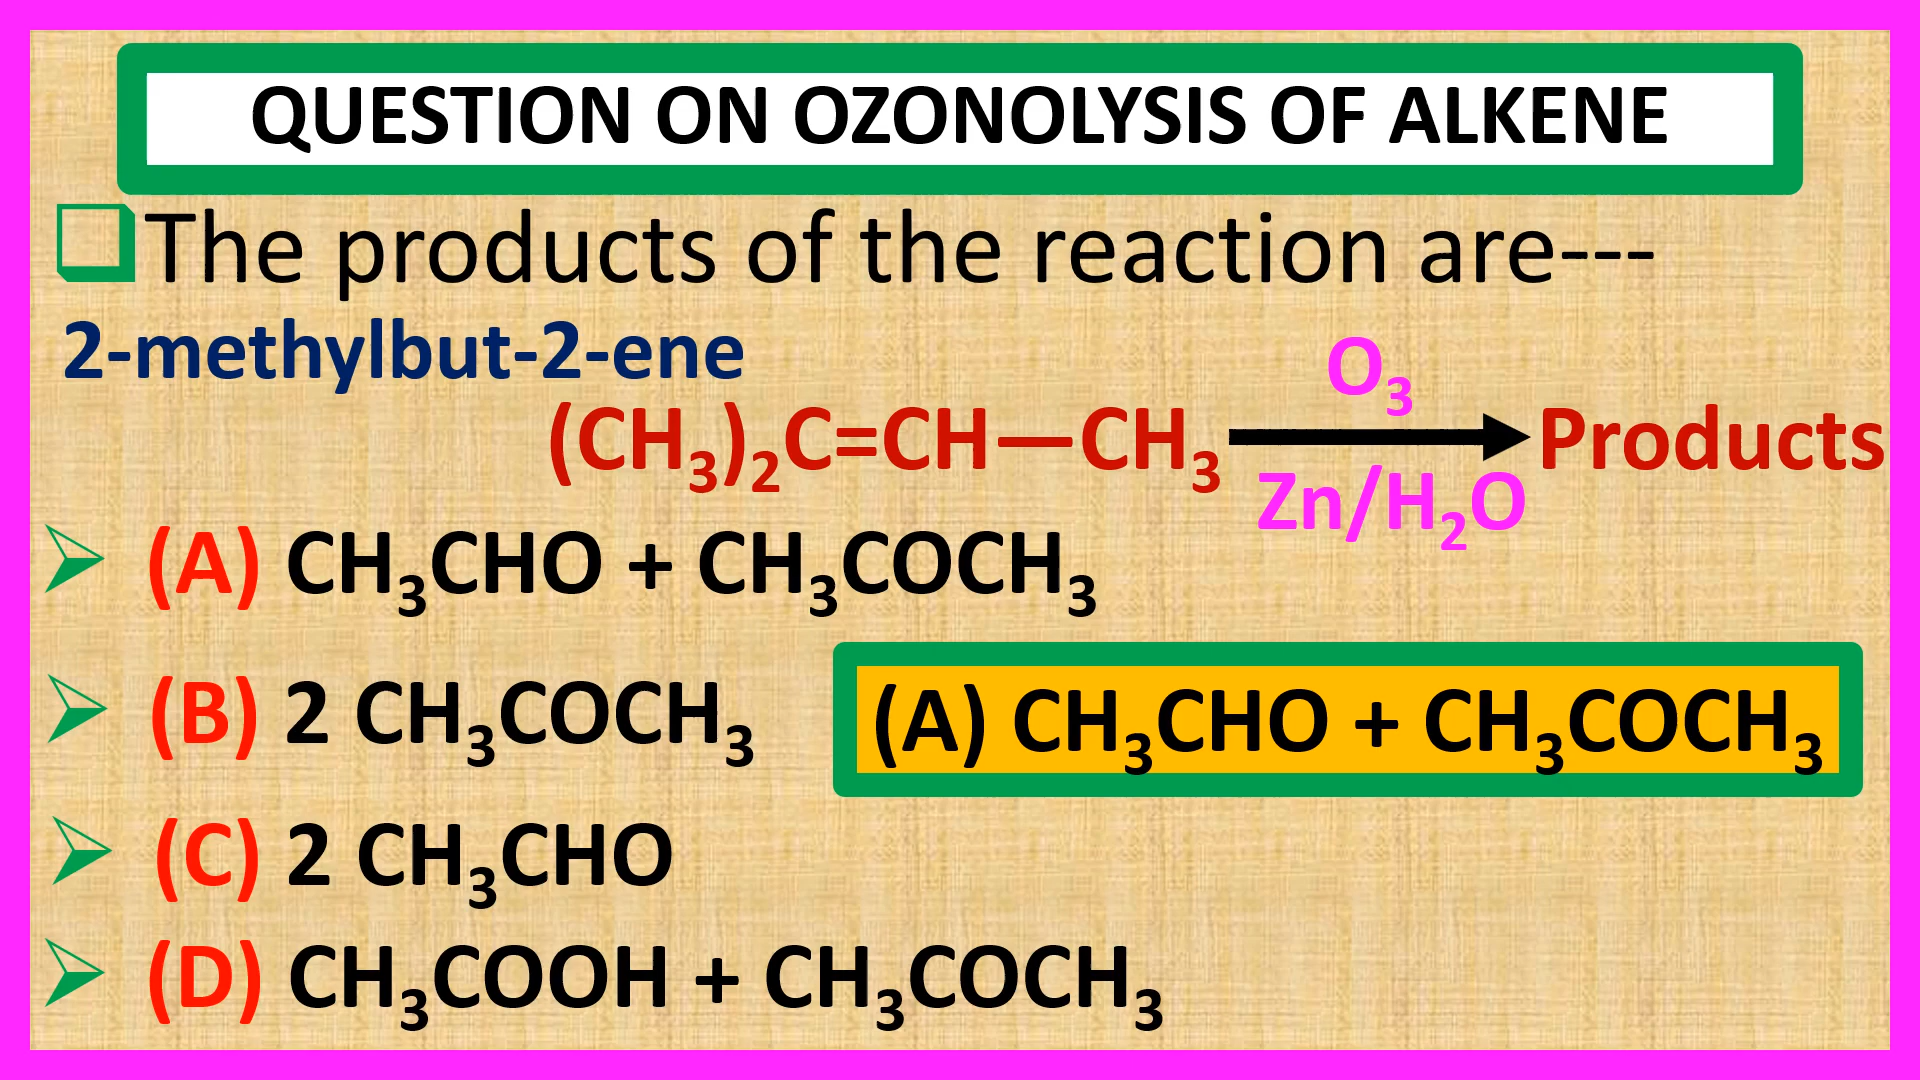 QUESTION ON OZONOLYSIS OF ALKENE
The products of the reaction are---
2-methylbut-2-ene
O₃
(CH₃)₂C=CH—CH₃ Products
Zn/H₂O
(A) CH₃CHO + CH₃COCH₃
(B) 2 CH₃COCH₃
(A) CH₃CHO + CH₃COCH₃
(C) 2 CH₃CHO
(D) CH₃COOH + CH₃COCH₃